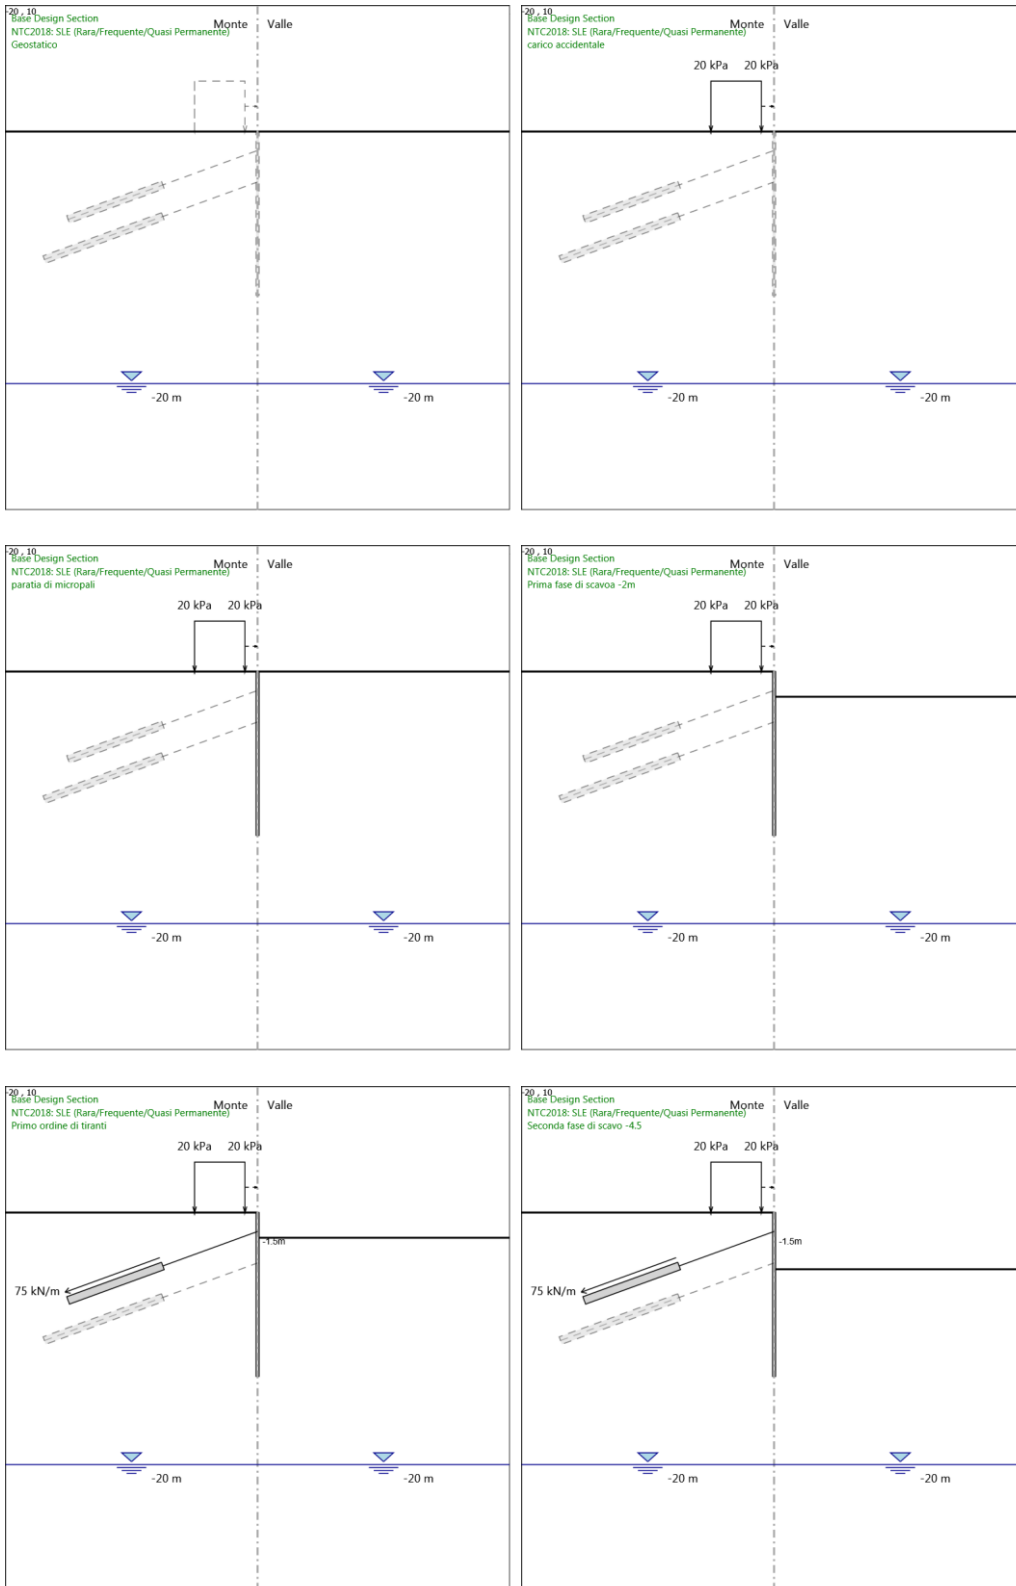 -20 , 10
Base Design Section
NTC2018: SLE (Rara/Frequente/Quasi Permanente)
Geostatico
Monte Valle
-20 m -20 m
-20 , 10
Base Design Section
NTC2018: SLE (Rara/Frequente/Quasi Permanente)
carico accidentale
Monte Valle
20 kPa 20 kPa
-20 m -20 m
-20 , 10
Base Design Section
NTC2018: SLE (Rara/Frequente/Quasi Permanente)
paratia di micropali
Monte Valle
20 kPa 20 kPa
-20 m -20 m
-20 , 10
Base Design Section
NTC2018: SLE (Rara/Frequente/Quasi Permanente)
Prima fase di scavoa -2m
Monte Valle
20 kPa 20 kPa
-20 m -20 m
-20 , 10
Base Design Section
NTC2018: SLE (Rara/Frequente/Quasi Permanente)
Primo ordine di tiranti
Monte Valle
20 kPa 20 kPa
-1.5m
75 kN/m
-20 m -20 m
-20 , 10
Base Design Section
NTC2018: SLE (Rara/Frequente/Quasi Permanente)
Seconda fase di scavo -4.5
Monte Valle
20 kPa 20 kPa
-1.5m
75 kN/m
-20 m -20 m